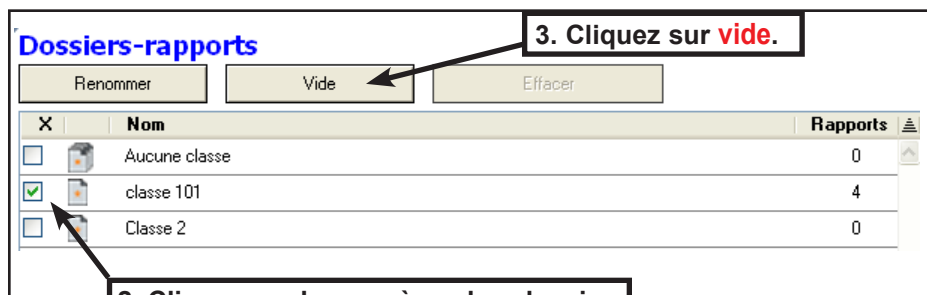 Dossiers-rapports
3. Cliquez sur vide.
Renommer Vide Effacer
X Nom Rapports
Aucune classe 0
classe 101 4
Classe 2 0